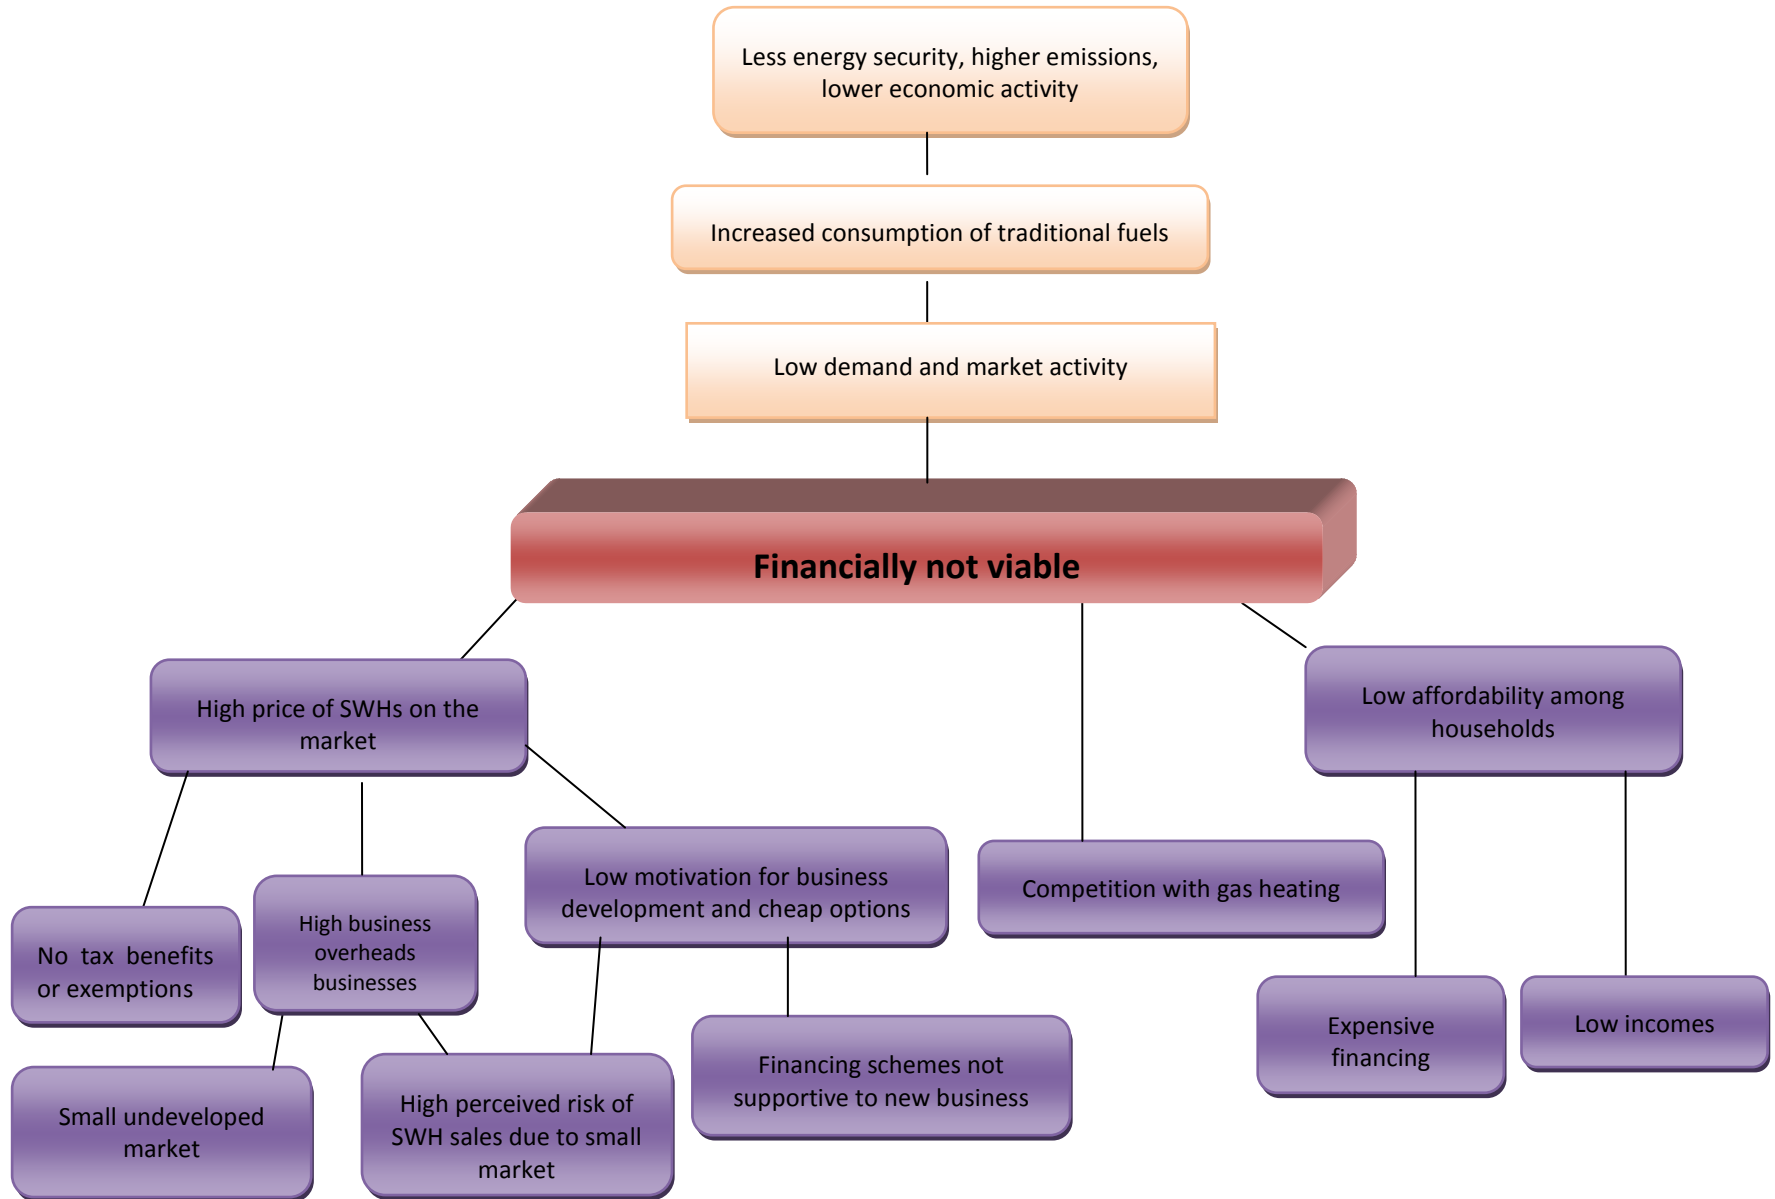 Less energy security, higher emissions,
lower economic activity
Increased consumption of traditional fuels
Low demand and market activity
Financially not viable
High price of SWHs on the
market
Low affordability among
households
Low motivation for business
development and cheap options
Competition with gas heating
No tax benefits
or exemptions
High business
overheads
businesses
Expensive
financing
Low incomes
Small undeveloped
market
High perceived risk of
SWH sales due to small
market
Financing schemes not
supportive to new business